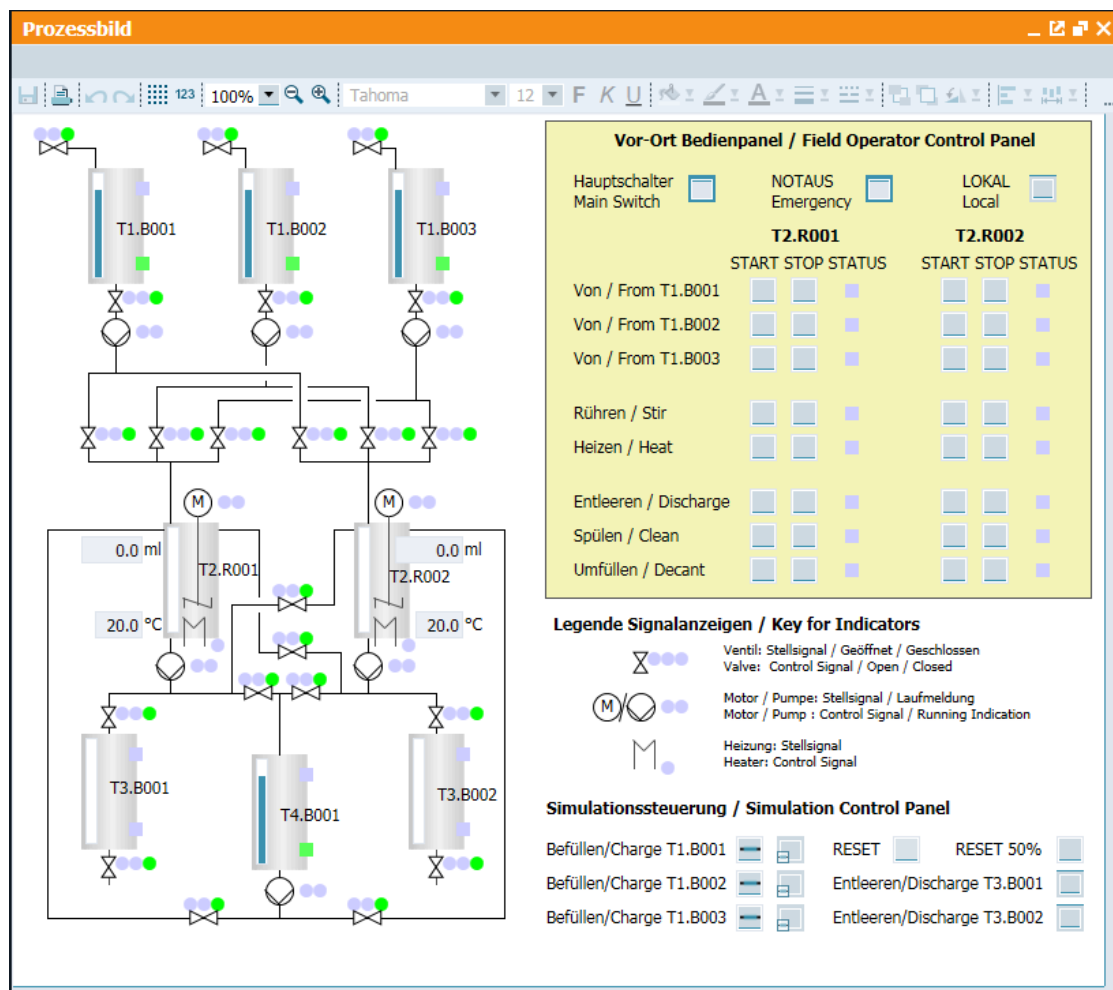 Prozessbild
123 100% Tahoma 12 F K U ...
T1.B001 T1.B002 T1.B003
M M
0.0 ml 0.0 ml
T2.R001 T2.R002
20.0 °C 20.0 °C
T3.B001 T4.B001 T3.B002
Vor-Ort Bedienpanel / Field Operator Control Panel
Hauptschalter
Main Switch
NOTAUS
Emergency
LOKAL
Local
T2.R001 T2.R002
START STOP STATUS START STOP STATUS
Von / From T1.B001
Von / From T1.B002
Von / From T1.B003
Rühren / Stir
Heizen / Heat
Entleeren / Discharge
Spülen / Clean
Umfüllen / Decant
Legende Signalanzeigen / Key for Indicators
Ventil: Stellsignal / Geöffnet / Geschlossen
Valve: Control Signal / Open / Closed
M
Motor / Pumpe: Stellsignal / Laufmeldung
Motor / Pump : Control Signal / Running Indication
Heizung: Stellsignal
Heater: Control Signal
Simulationssteuerung / Simulation Control Panel
Befüllen/Charge T1.B001 RESET RESET 50%
Befüllen/Charge T1.B002 Entleeren/Discharge T3.B001
Befüllen/Charge T1.B003 Entleeren/Discharge T3.B002